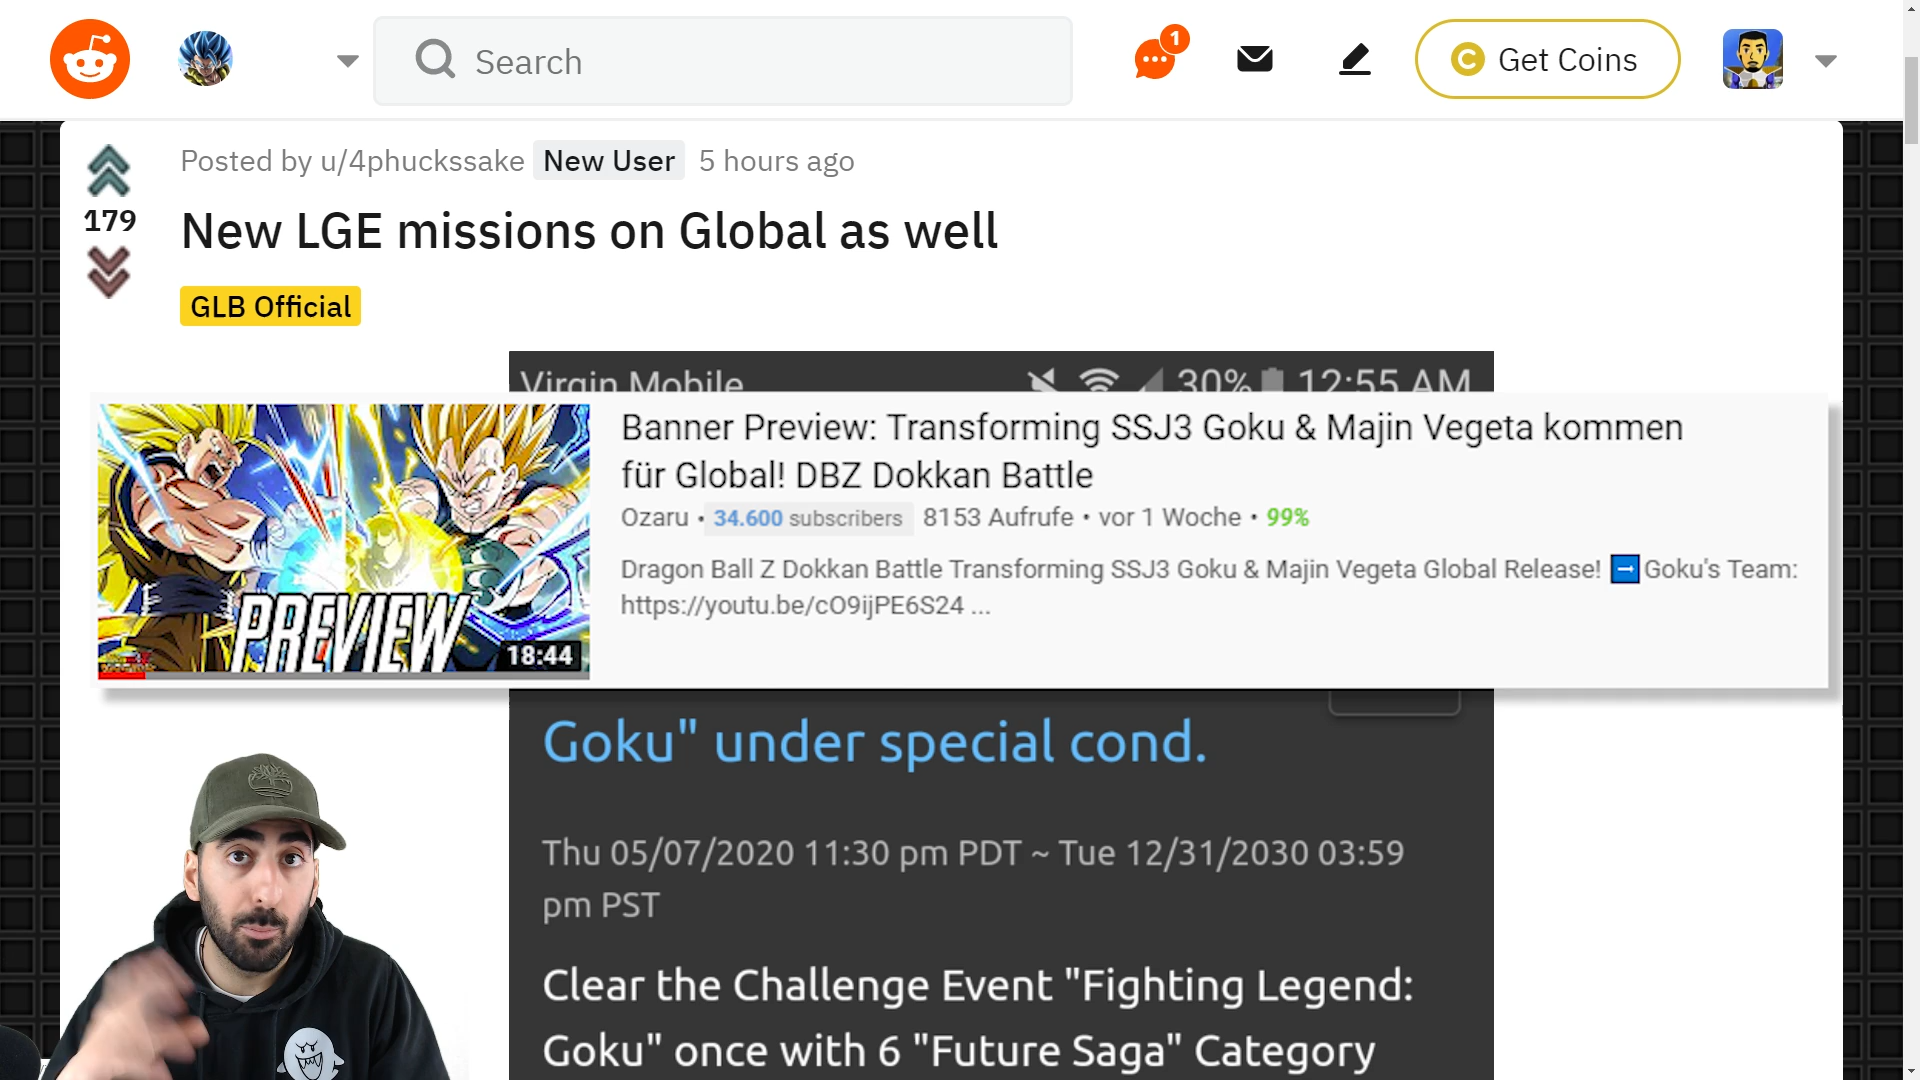 Search
1
Get Coins
Posted by u/4phuckssake New User 5 hours ago
179
New LGE missions on Global as well
GLB Official
Virgin Mobile 30% 12:55 AM
Banner Preview: Transforming SSJ3 Goku & Majin Vegeta kommen
für Global! DBZ Dokkan Battle
Ozaru • 34.600 subscribers 8153 Aufrufe • vor 1 Woche • 99%
Dragon Ball Z Dokkan Battle Transforming SSJ3 Goku & Majin Vegeta Global Release! ➡ Goku's Team:
https://youtu.be/cO9ijPE6S24 ...
PREVIEW
18:44
Goku" under special cond.
Thu 05/07/2020 11:30 pm PDT ~ Tue 12/31/2030 03:59
pm PST
Clear the Challenge Event "Fighting Legend:
Goku" once with 6 "Future Saga" Category